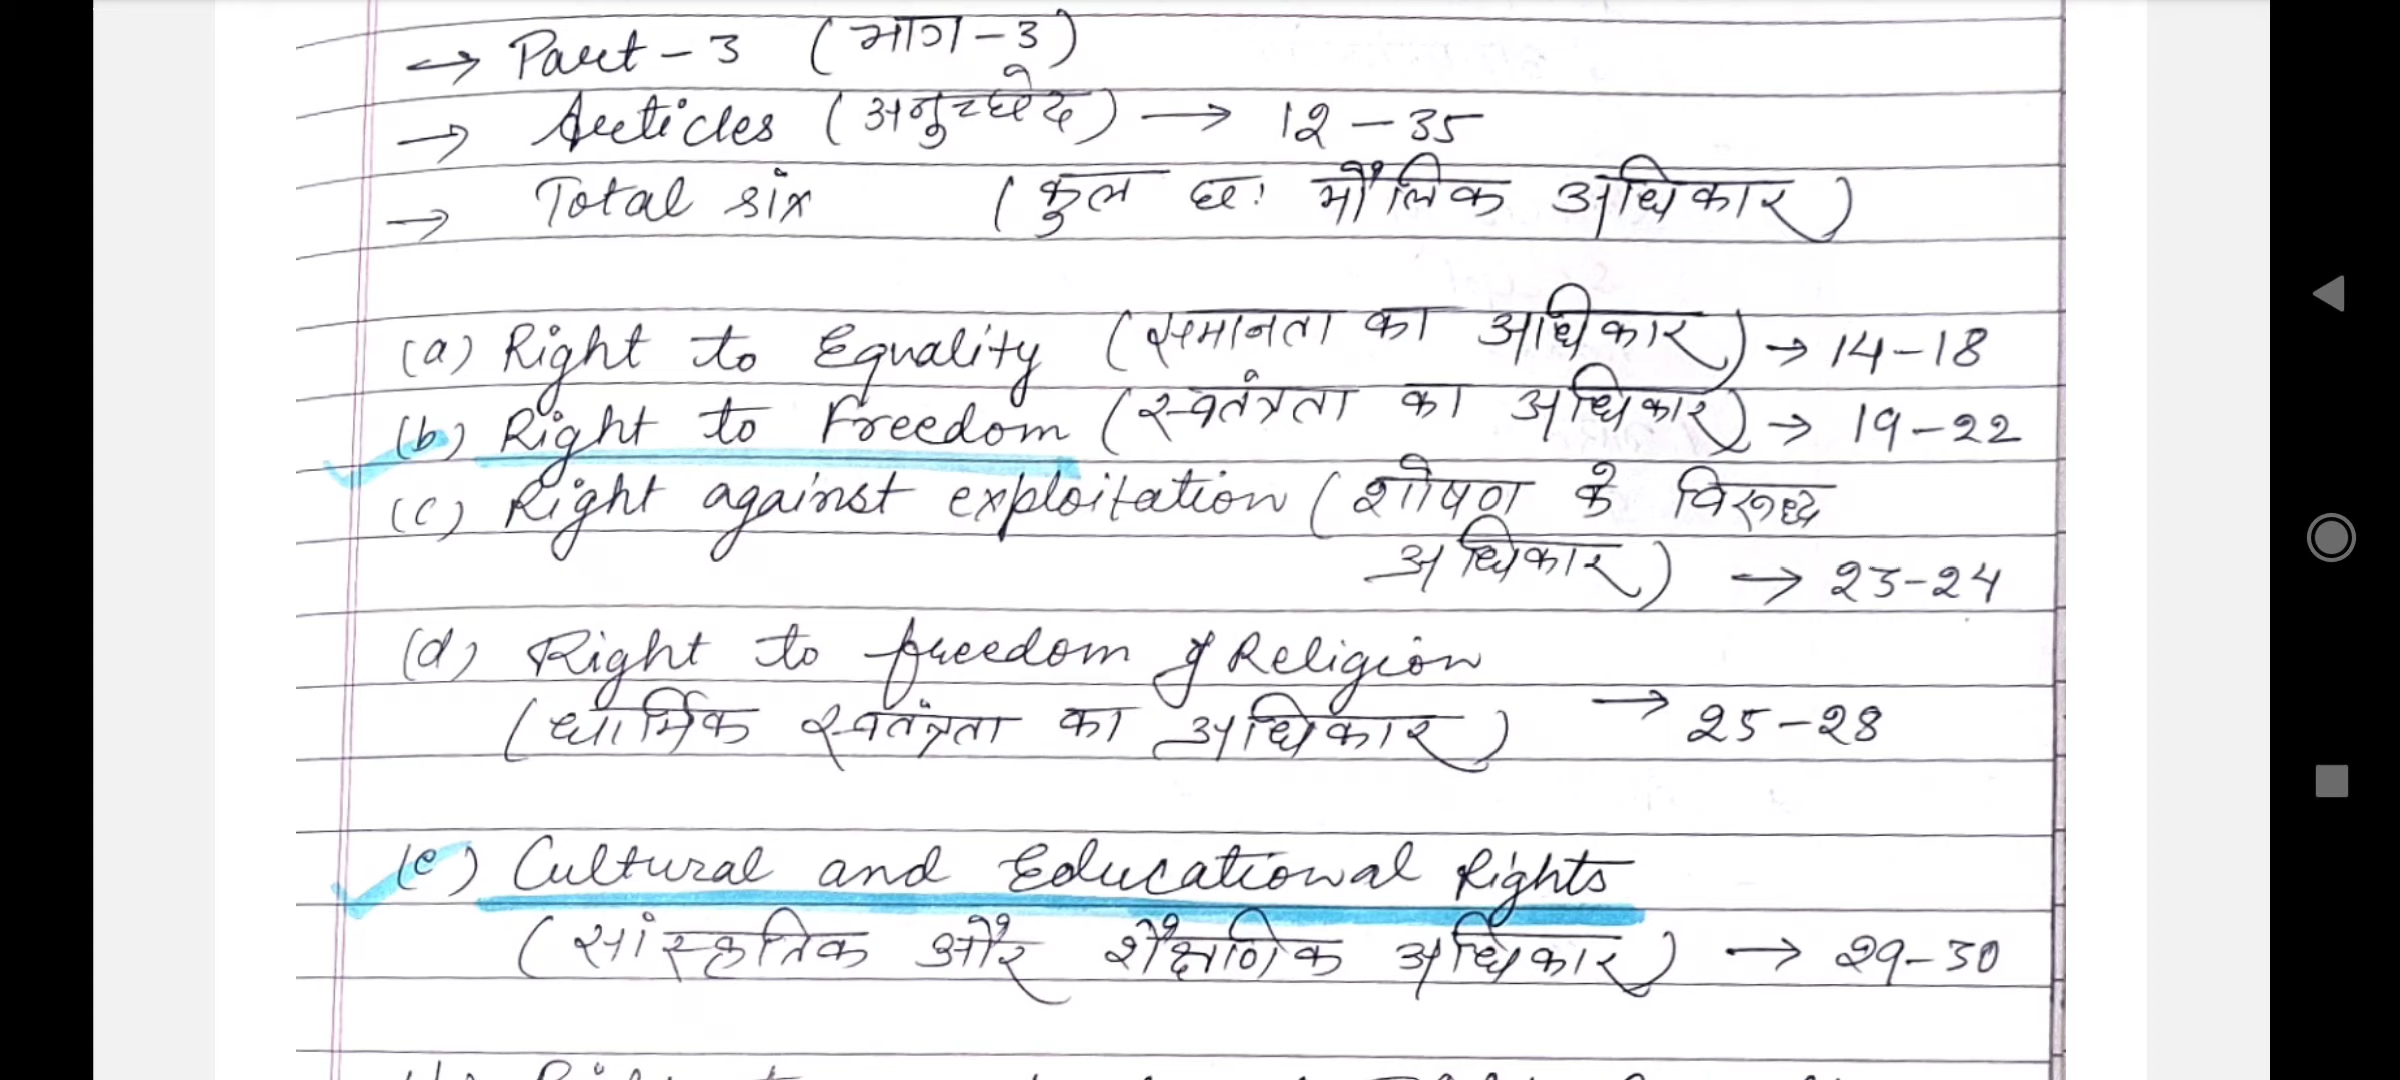 → Part - 3 (भाग - 3)
→ Articles (अनुच्छेद) → 12 - 35
→ Total six (कुल छः मौलिक अधिकार)
(a) Right to Equality (समानता का अधिकार) → 14-18
(b) Right to Freedom (स्वतंत्रता का अधिकार) → 19-22
(c) Right against exploitation (शोषण के विरुद्ध
अधिकार) → 23-24
(d) Right to freedom of Religion
(धार्मिक स्वतंत्रता का अधिकार) → 25-28
(e) Cultural and Educational Rights
(सांस्कृतिक और शैक्षणिक अधिकार) → 29-30